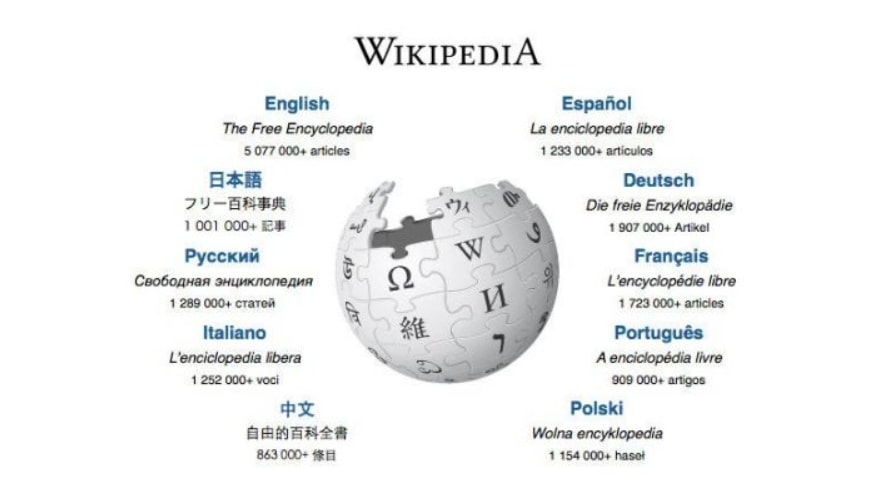 WIKIPEDIA
English
The Free Encyclopedia
5 077 000+ articles
Español
La enciclopedia libre
1 233 000+ artículos
日本語
フリー百科事典
1 001 000+ 記事
Deutsch
Die freie Enzyklopädie
1 907 000+ Artikel
Русский
Свободная энциклопедия
1 289 000+ статей
Français
L'encyclopédie libre
1 723 000+ articles
Italiano
L'enciclopedia libera
1 252 000+ voci
Português
A enciclopédia livre
909 000+ artigos
中文
自由的百科全書
863 000+ 條目
Polski
Wolna encyklopedia
1 154 000+ haseł
ウィ
Ω
W
И
維